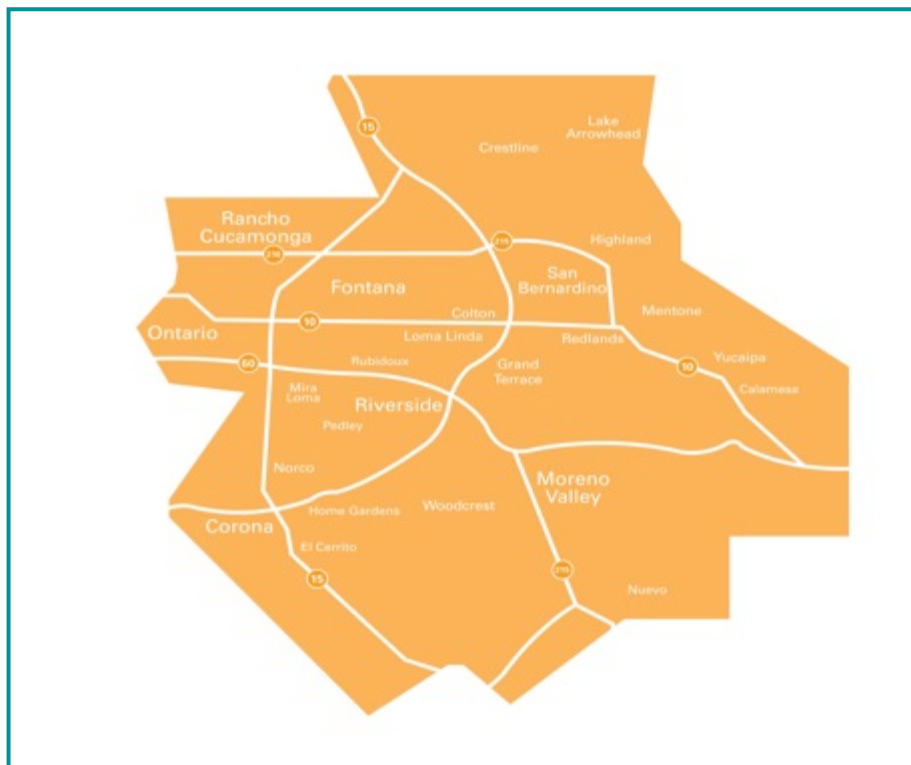 15
Lake
Arrowhead
Crestline
Rancho
Cucamonga
215
Highland
210
San
Bernardino
Fontana
Mentone
Colton
10
Ontario
Loma Linda
Redlands
60
Rubidoux
Grand
Terrace
Yucaipa
10
Calamesa
Mira
Loma
Riverside
Pedley
Norco
Moreno
Valley
Woodcrest
Home Gardens
Corona
El Cerrito
215
15
Nuevo